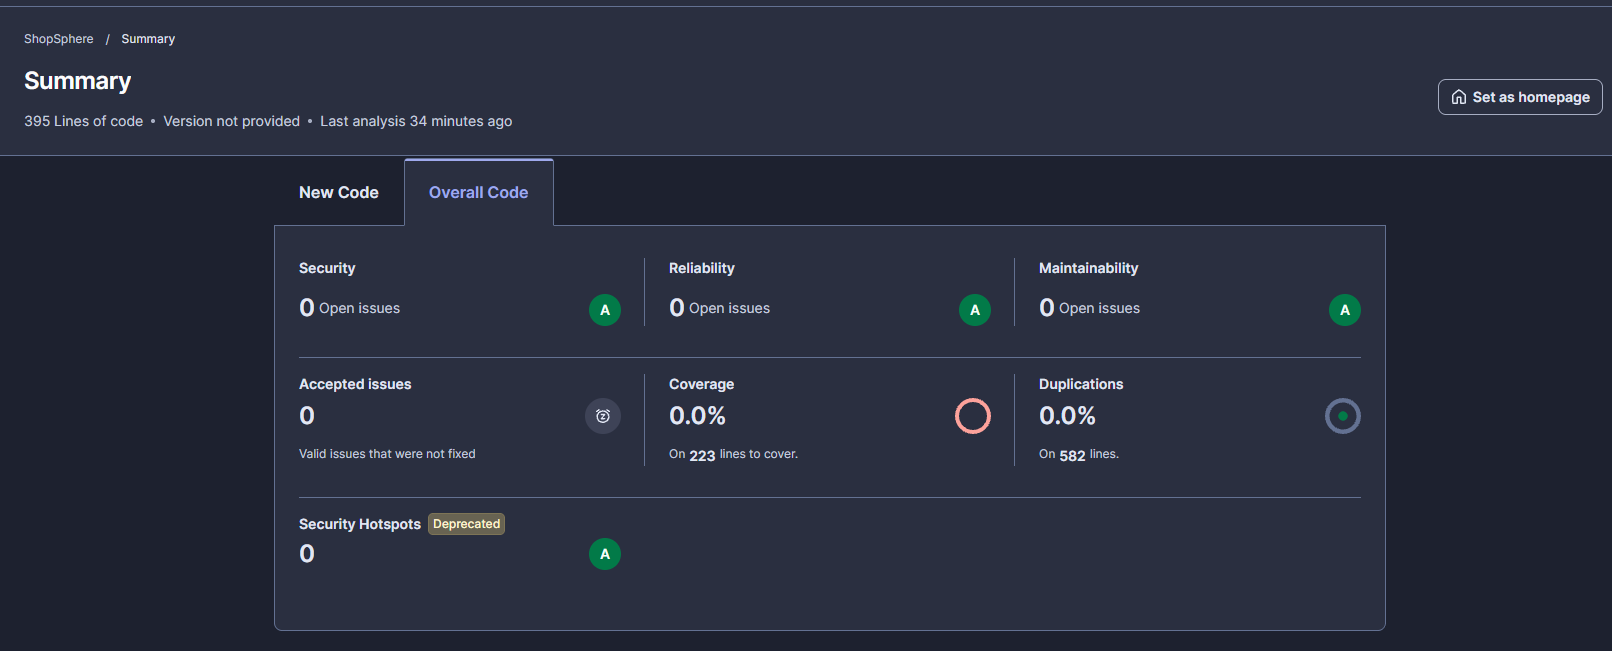 ShopSphere / Summary
Summary
Set as homepage
395 Lines of code • Version not provided • Last analysis 34 minutes ago
New Code
Overall Code
Security
0 Open issues
A
Reliability
0 Open issues
A
Maintainability
0 Open issues
A
Accepted issues
0
Valid issues that were not fixed
Coverage
0.0%
On 223 lines to cover.
Duplications
0.0%
On 582 lines.
Security Hotspots Deprecated
0
A